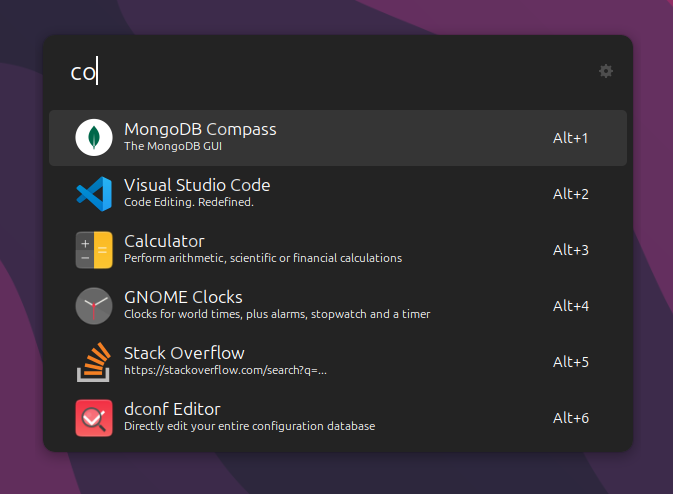 co
MongoDB Compass
The MongoDB GUI
Alt+1
Visual Studio Code
Code Editing. Redefined.
Alt+2
Calculator
Perform arithmetic, scientific or financial calculations
Alt+3
GNOME Clocks
Clocks for world times, plus alarms, stopwatch and a timer
Alt+4
Stack Overflow
https://stackoverflow.com/search?q=...
Alt+5
dconf Editor
Directly edit your entire configuration database
Alt+6